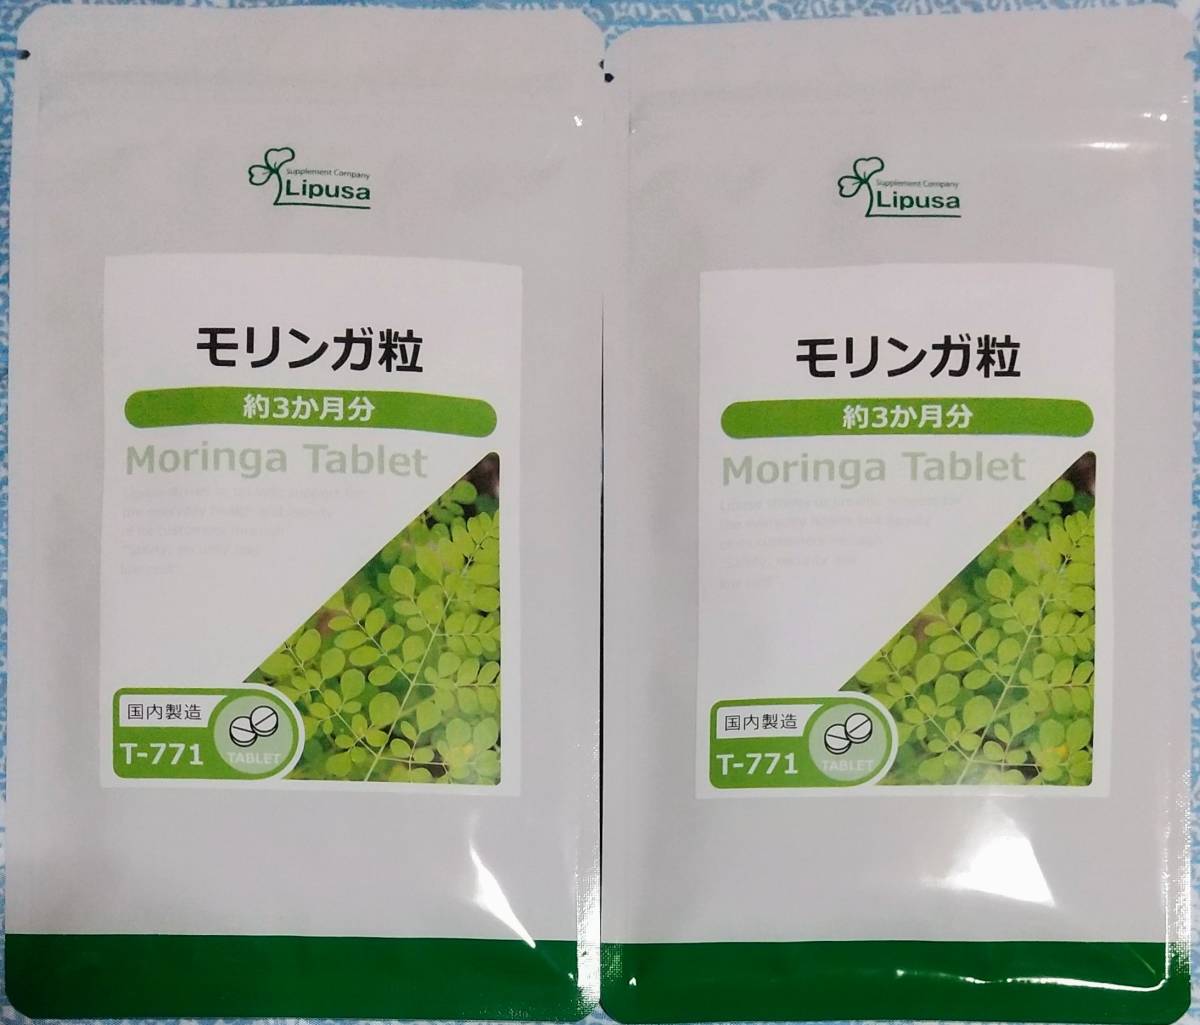 Supplement Company
Lipusa
モリンガ粒
約3か月分
Moringa Tablet
国内製造
T-771
TABLET
Supplement Company
Lipusa
モリンガ粒
約3か月分
Moringa Tablet
国内製造
T-771
TABLET